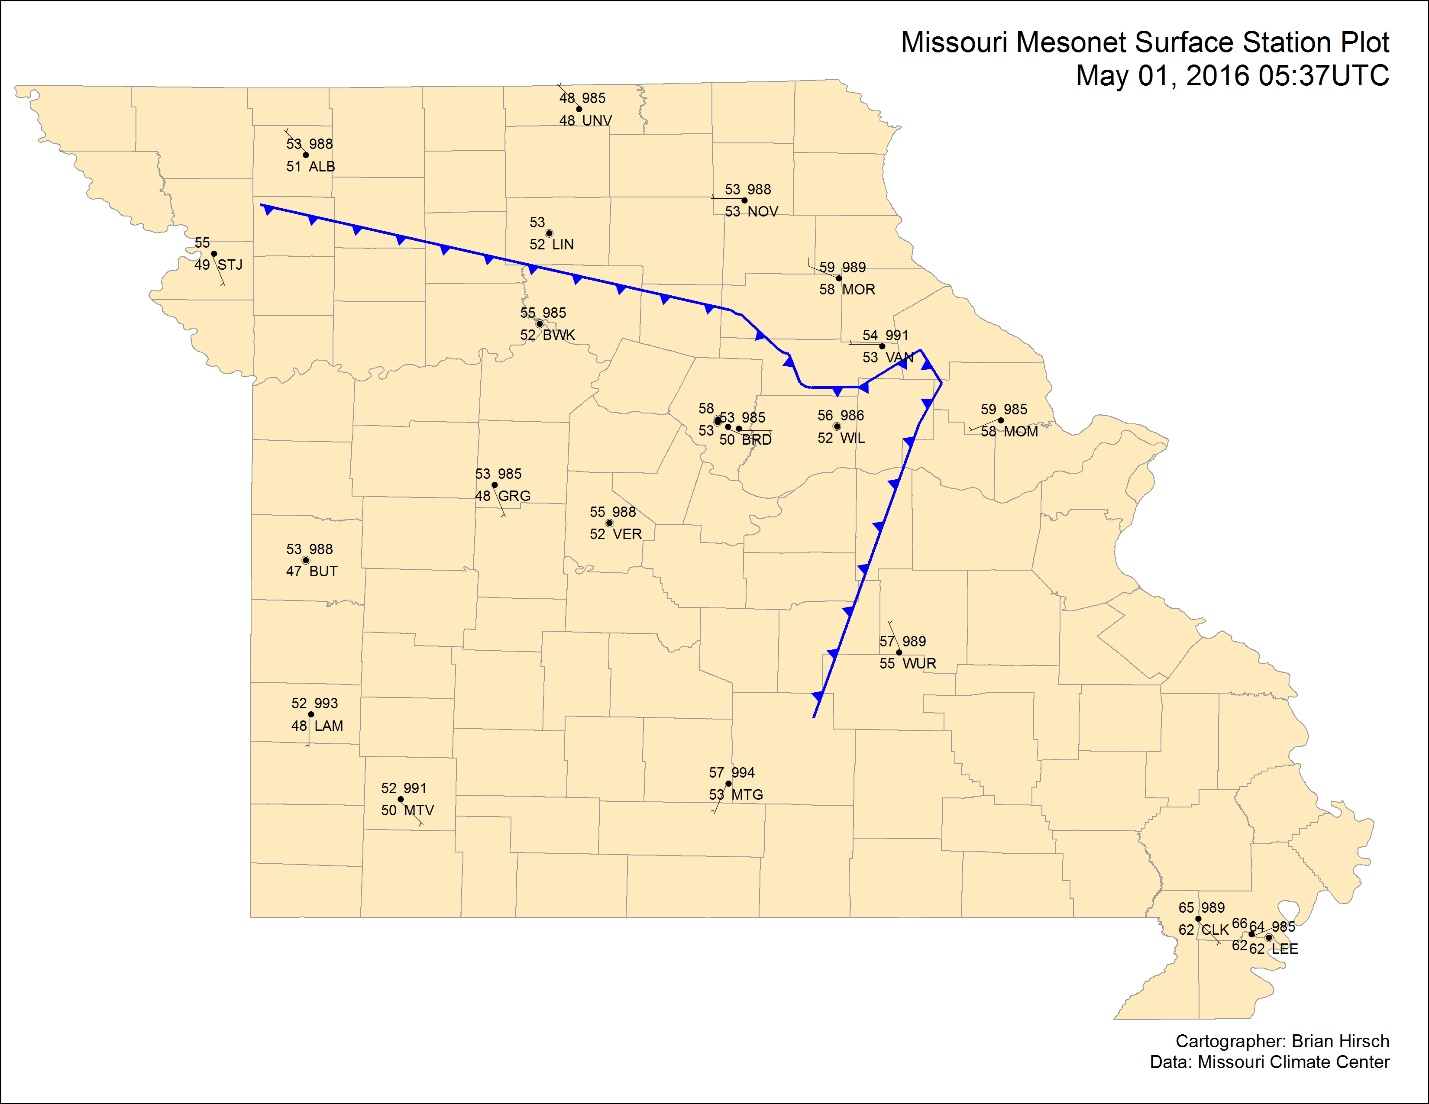 Missouri Mesonet Surface Station Plot
May 01, 2016 05:37UTC
48 985
48 UNV
53 988
51 ALB
53 988
53 NOV
53
52 LIN
55
49 STJ
59 989
58 MOR
55 985
52 BWK
54 991
53 VAN
58
53
53 985
50 BRD
56 986
52 WIL
59 985
58 MOM
53 985
48 GRG
55 988
52 VER
53 988
47 BUT
57 989
55 WUR
52 993
48 LAM
57 994
53 MTG
52 991
50 MTV
65 989
62 CLK
66
62
64 985
62 LEE
Cartographer: Brian Hirsch
Data: Missouri Climate Center